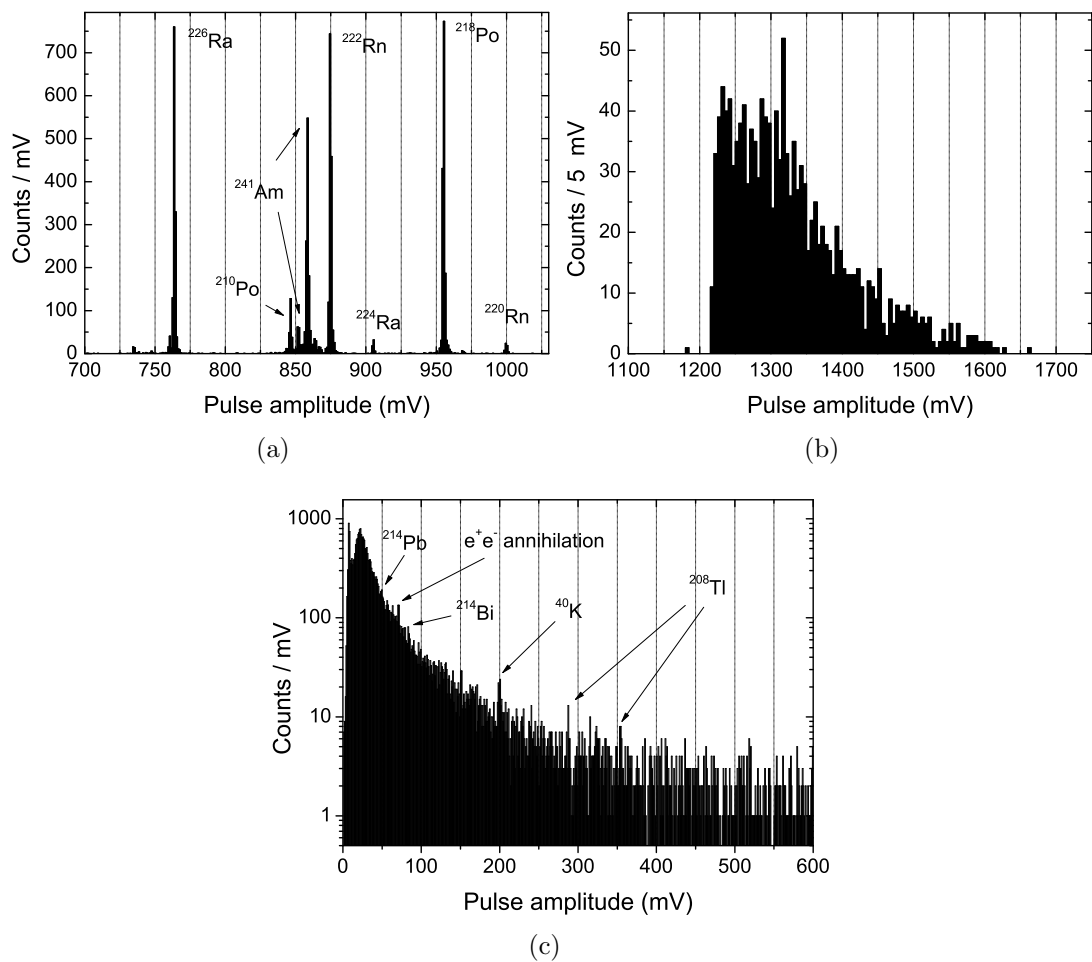 ²²⁶Ra
²²²Rn
²¹⁸Po
²⁴¹Am
²¹⁰Po
²²⁴Ra
²²⁰Rn
0
100
200
300
400
500
600
700
Counts / mV
700
750
800
850
900
950
1000
Pulse amplitude (mV)
(a)
0
10
20
30
40
50
Counts / 5 mV
1100
1200
1300
1400
1500
1600
1700
Pulse amplitude (mV)
(b)
²¹⁴Pb
e⁺e⁻ annihilation
²¹⁴Bi
⁴⁰K
²⁰⁸Tl
1000
100
10
1
Counts / mV
0
100
200
300
400
500
600
Pulse amplitude (mV)
(c)